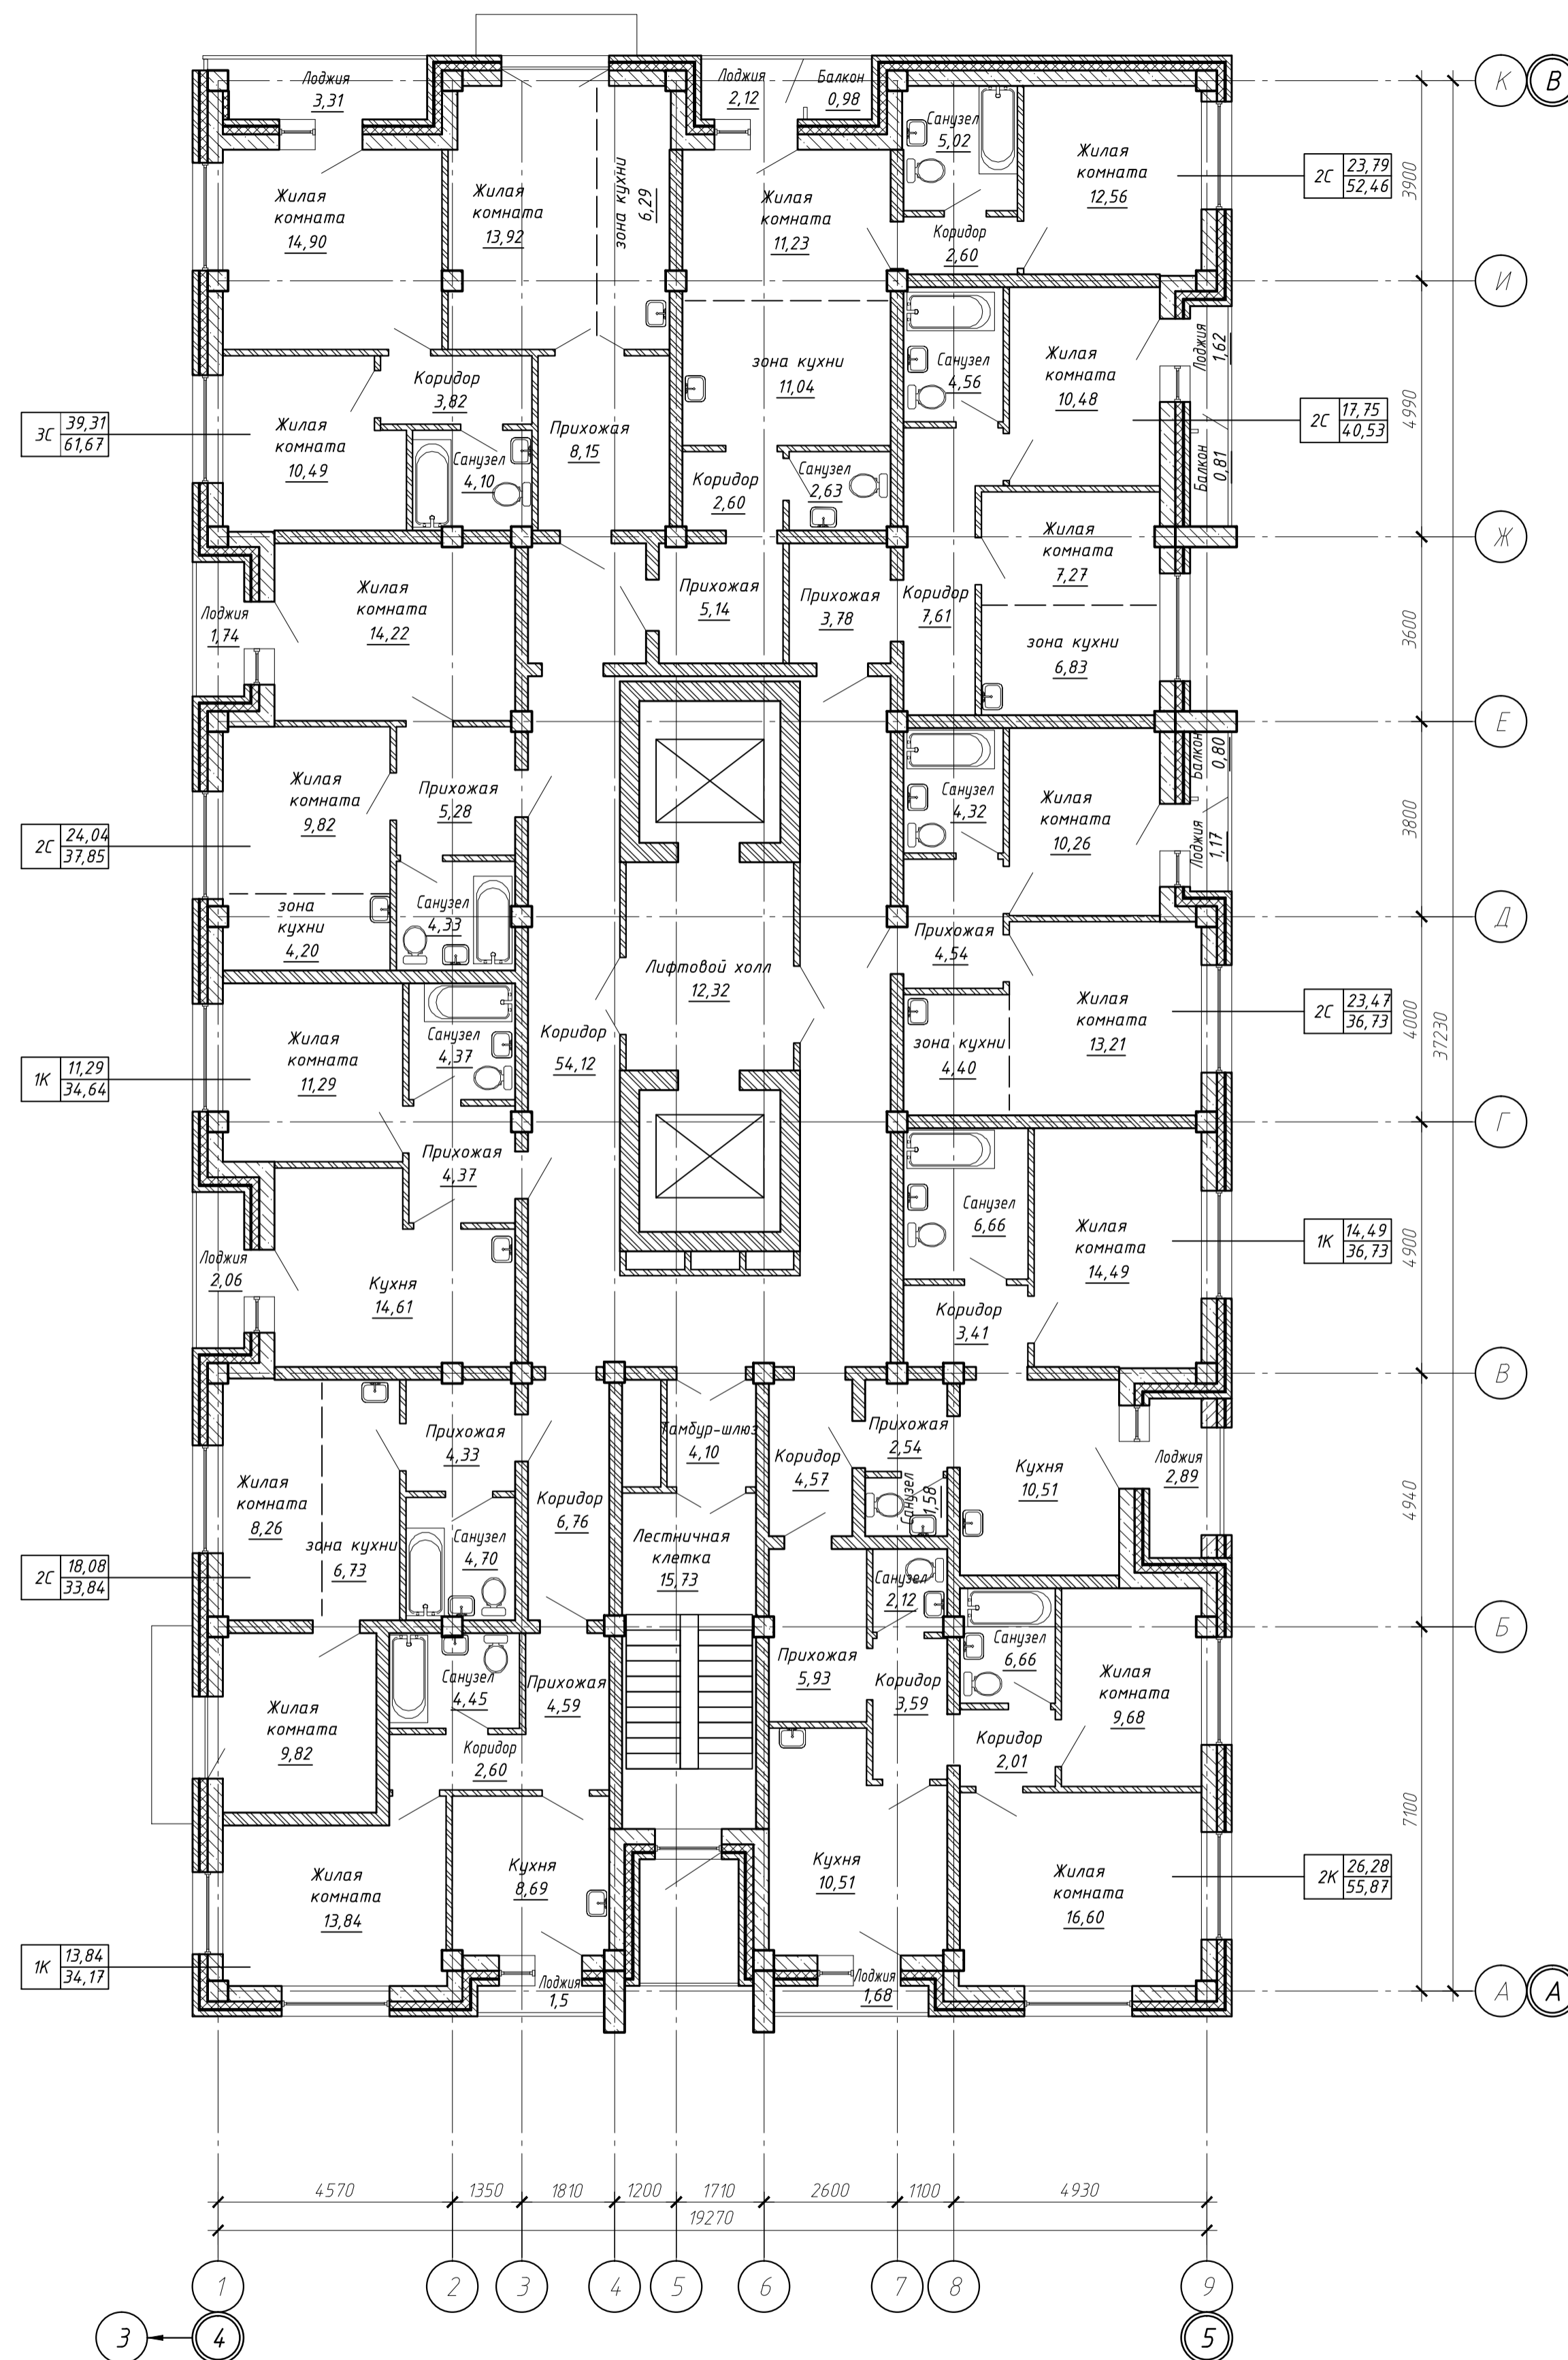 Лоджия
3,31
Лоджия
2,12
Балкон
0,98
К
В
Санузел
5,02
Жилая
комната
12,56
2С
23,79
52,46
3900
Жилая
комната
14,90
Жилая
комната
13,92
зона кухни
6,29
Жилая
комната
11,23
Коридор
2,60
И
Жилая
комната
10,48
Лоджия
1,62
Санузел
4,56
зона кухни
11,04
Коридор
3,82
2С
17,75
40,53
4990
3С
39,31
61,67
Жилая
комната
10,49
Санузел
4,10
Прихожая
8,15
Коридор
2,60
Санузел
2,63
Балкон
0,81
Ж
Жилая
комната
7,27
Жилая
комната
14,22
Прихожая
5,14
Прихожая
3,78
Коридор
7,61
Лоджия
1,74
зона кухни
6,83
3600
Е
Балкон
0,80
Жилая
комната
9,82
Прихожая
5,28
Санузел
4,32
Жилая
комната
10,26
Лоджия
1,17
3800
2С
24,04
37,85
зона
кухни
4,20
Санузел
4,33
Д
Прихожая
4,54
Лифтовой холл
12,32
Жилая
комната
13,21
2С
23,47
36,73
4000
37230
Жилая
комната
11,29
Санузел
4,37
Коридор
54,12
зона кухни
4,40
1К
11,29
34,64
Г
Прихожая
4,37
Санузел
6,66
Жилая
комната
14,49
1К
14,49
36,73
4900
Лоджия
2,06
Кухня
14,61
Коридор
3,41
В
Прихожая
4,33
Тамбур-шлюз
4,10
Коридор
4,57
Прихожая
2,54
Кухня
10,51
Лоджия
2,89
Жилая
комната
8,26
зона кухни
6,73
Коридор
6,76
Санузел
1,58
4940
Санузел
4,70
Лестничная
клетка
15,73
Санузел
2,12
2С
18,08
33,84
Б
Санузел
6,66
Санузел
4,45
Прихожая
4,59
Прихожая
5,93
Коридор
3,59
Жилая
комната
9,68
Жилая
комната
9,82
Коридор
2,60
Коридор
2,01
7100
Жилая
комната
13,84
Кухня
8,69
Кухня
10,51
Жилая
комната
16,60
2К
26,28
55,87
1К
13,84
34,17
Лоджия
1,5
Лоджия
1,68
А
А
4570
1350
1810
1200
1710
2600
1100
4930
19270
1
2
3
4
5
6
7
8
9
3
4
5